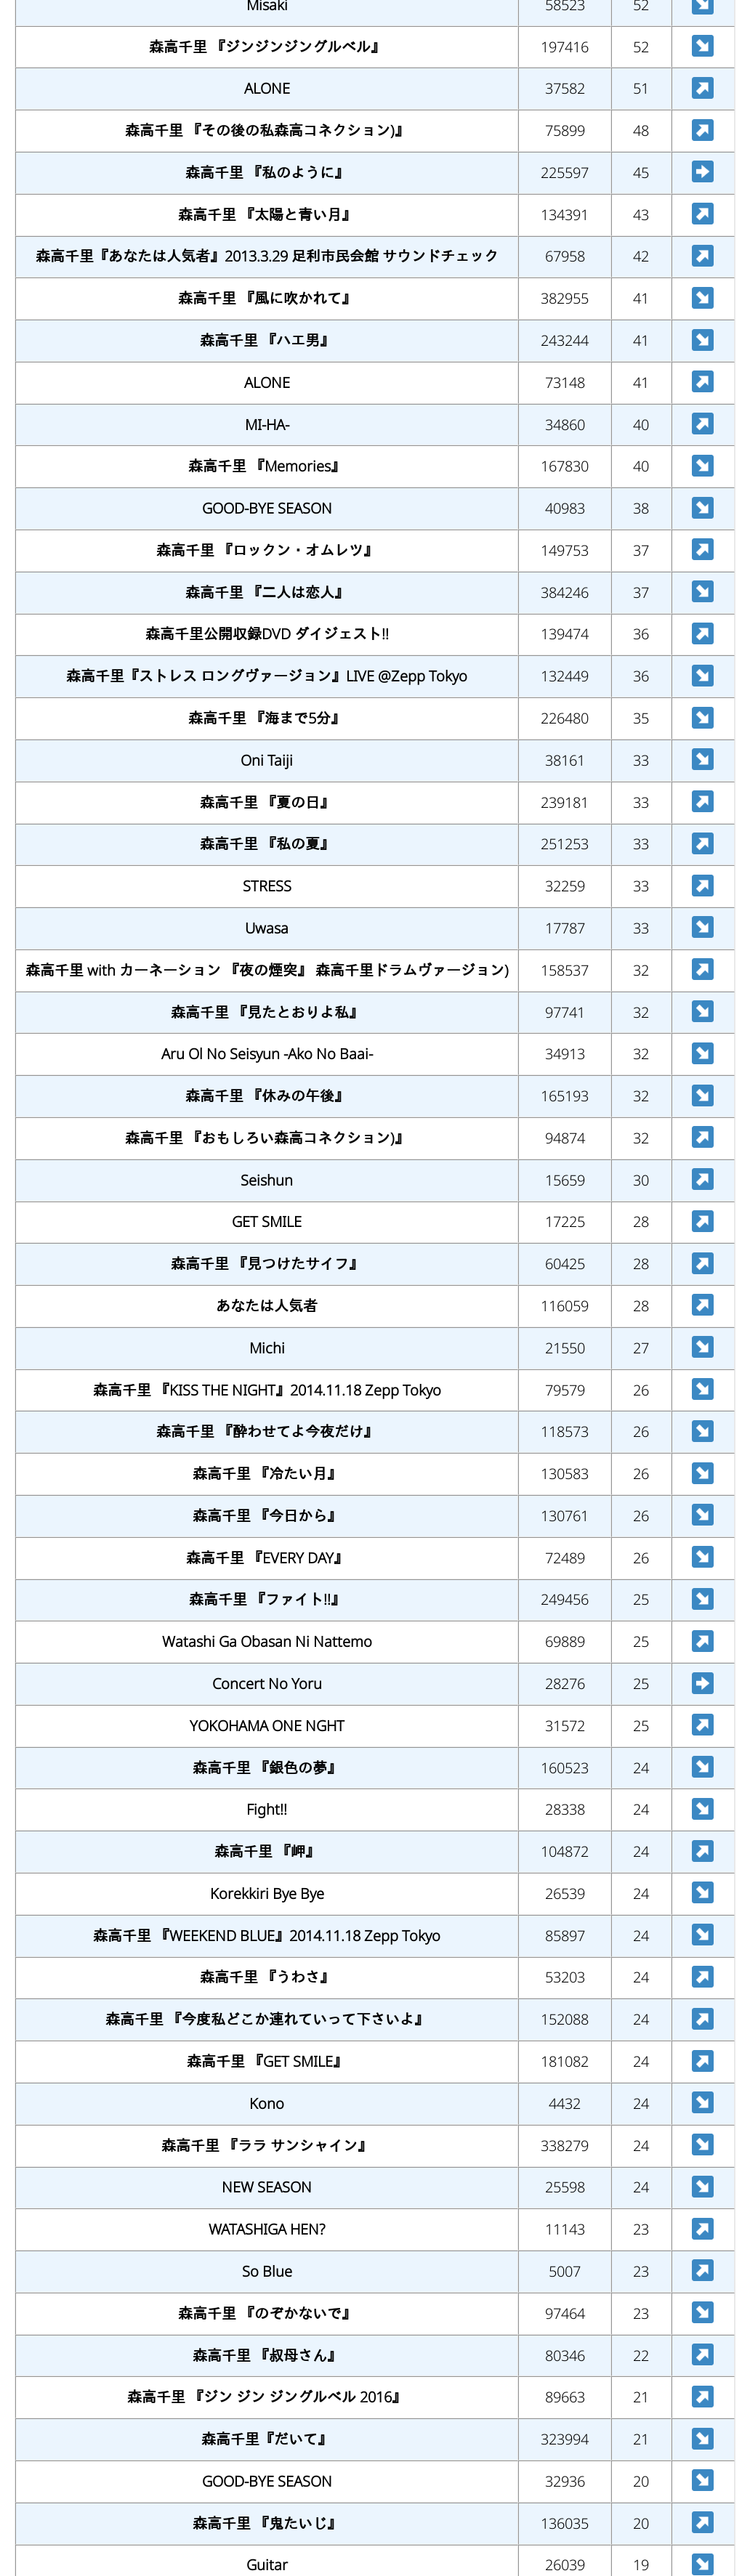 Misaki 58523 52
森高千里 『ジンジンジングルベル』 197416 52
ALONE 37582 51
森高千里 『その後の私森高コネクション)』 75899 48
森高千里 『私のように』 225597 45
森高千里 『太陽と青い月』 134391 43
森高千里『あなたは人気者』2013.3.29 足利市民会館 サウンドチェック 67958 42
森高千里 『風に吹かれて』 382955 41
森高千里 『ハエ男』 243244 41
ALONE 73148 41
MI-HA- 34860 40
森高千里 『Memories』 167830 40
GOOD-BYE SEASON 40983 38
森高千里 『ロックン・オムレツ』 149753 37
森高千里 『二人は恋人』 384246 37
森高千里公開収録DVD ダイジェスト!! 139474 36
森高千里『ストレス ロングヴァージョン』LIVE @Zepp Tokyo 132449 36
森高千里 『海まで5分』 226480 35
Oni Taiji 38161 33
森高千里 『夏の日』 239181 33
森高千里 『私の夏』 251253 33
STRESS 32259 33
Uwasa 17787 33
森高千里 with カーネーション 『夜の煙突』 森高千里ドラムヴァージョン) 158537 32
森高千里 『見たとおりよ私』 97741 32
Aru Ol No Seisyun -Ako No Baai- 34913 32
森高千里 『休みの午後』 165193 32
森高千里 『おもしろい森高コネクション)』 94874 32
Seishun 15659 30
GET SMILE 17225 28
森高千里 『見つけたサイフ』 60425 28
あなたは人気者 116059 28
Michi 21550 27
森高千里 『KISS THE NIGHT』2014.11.18 Zepp Tokyo 79579 26
森高千里 『酔わせてよ今夜だけ』 118573 26
森高千里 『冷たい月』 130583 26
森高千里 『今日から』 130761 26
森高千里 『EVERY DAY』 72489 26
森高千里 『ファイト!!』 249456 25
Watashi Ga Obasan Ni Nattemo 69889 25
Concert No Yoru 28276 25
YOKOHAMA ONE NGHT 31572 25
森高千里 『銀色の夢』 160523 24
Fight!! 28338 24
森高千里 『岬』 104872 24
Korekkiri Bye Bye 26539 24
森高千里 『WEEKEND BLUE』2014.11.18 Zepp Tokyo 85897 24
森高千里 『うわさ』 53203 24
森高千里 『今度私どこか連れていって下さいよ』 152088 24
森高千里 『GET SMILE』 181082 24
Kono 4432 24
森高千里 『ララ サンシャイン』 338279 24
NEW SEASON 25598 24
WATASHIGA HEN? 11143 23
So Blue 5007 23
森高千里 『のぞかないで』 97464 23
森高千里 『叔母さん』 80346 22
森高千里 『ジン ジン ジングルベル 2016』 89663 21
森高千里『だいて』 323994 21
GOOD-BYE SEASON 32936 20
森高千里 『鬼たいじ』 136035 20
Guitar 26039 19